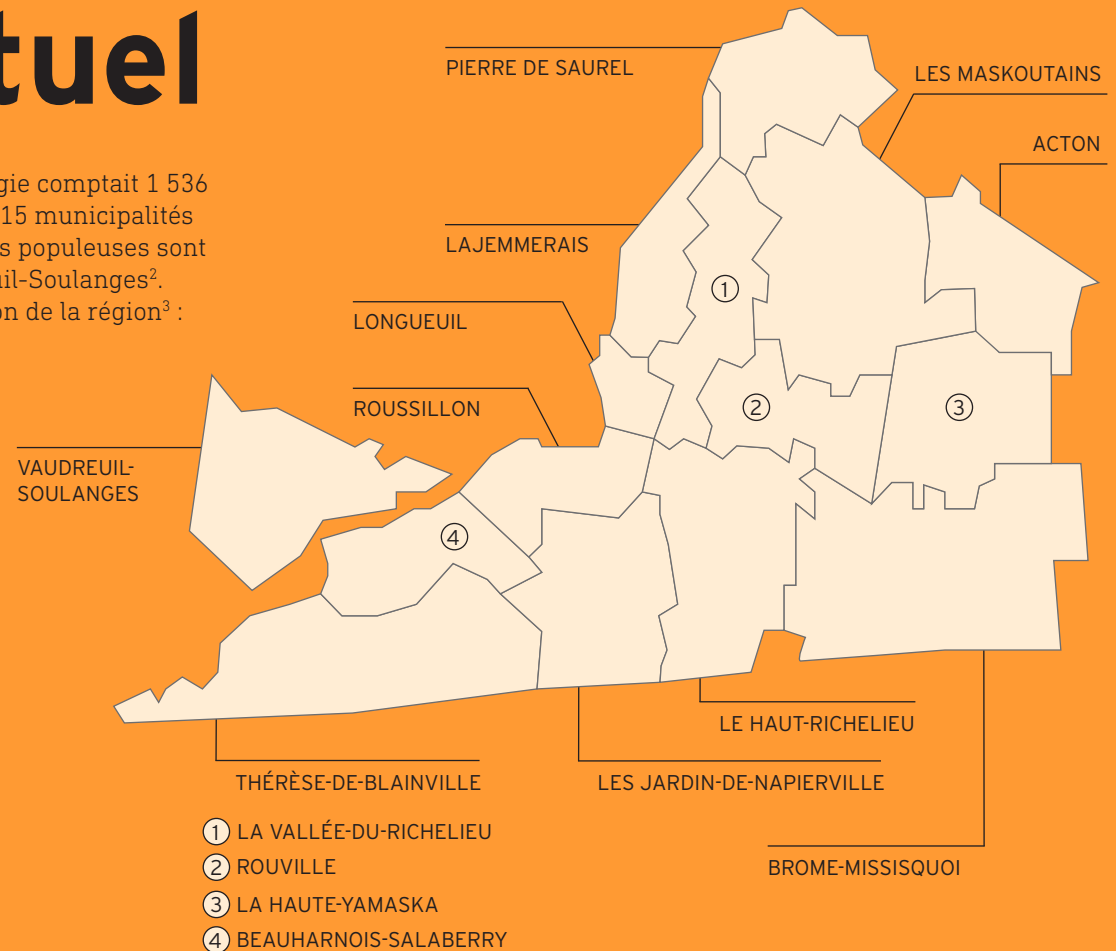 tuel
gie comptait 1 536
15 municipalités
s populeuses sont
il-Soulanges².
on de la région³ :
PIERRE DE SAUREL
LES MASKOUTAINS
ACTON
LAJEMMERAIS
LONGUEUIL
ROUSSILLON
VAUDREUIL-
SOULANGES
1
2
3
4
LE HAUT-RICHELIEU
THÉRÈSE-DE-BLAINVILLE
LES JARDIN-DE-NAPIERVILLE
BROME-MISSISQUOI
1 LA VALLÉE-DU-RICHELIEU
2 ROUVILLE
3 LA HAUTE-YAMASKA
4 BEAUHARNOIS-SALABERRY